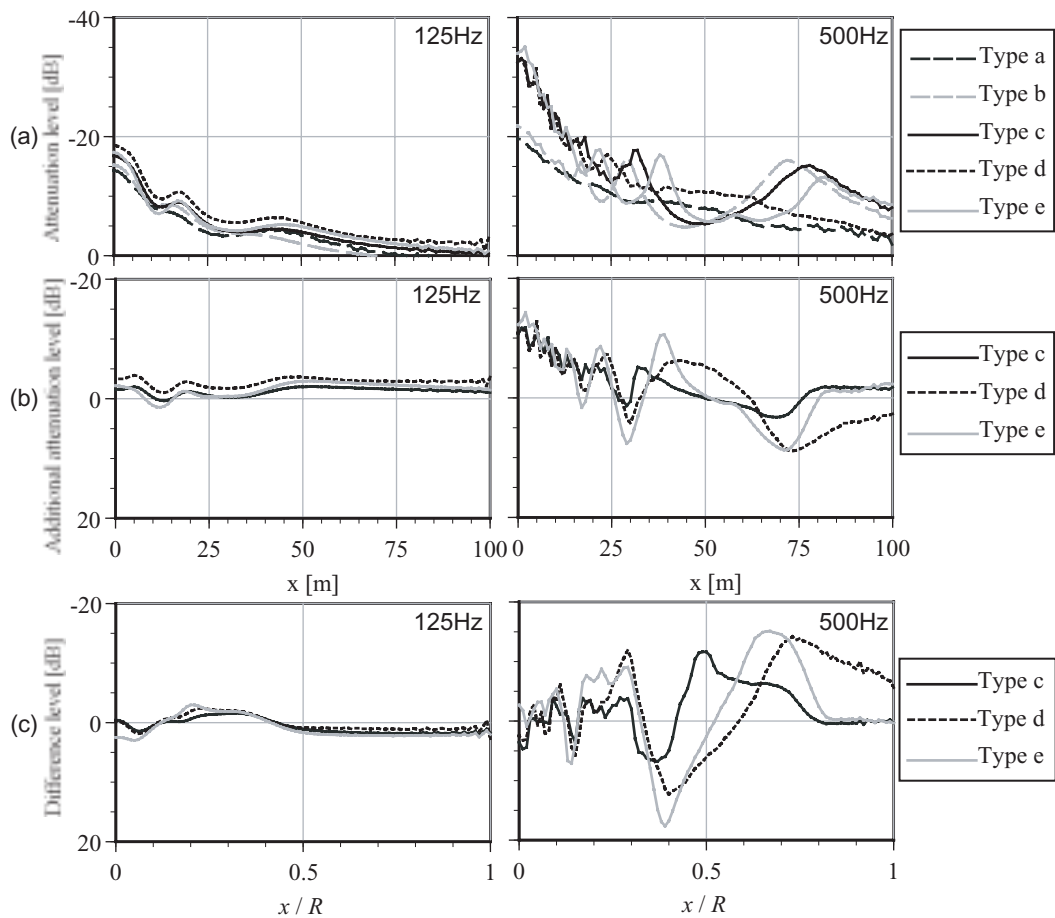 -40
-20
0
125Hz
500Hz
(a)
Attenuation level [dB]
Type a
Type b
Type c
Type d
Type e
-20
0
20
125Hz
500Hz
(b)
Additional attenuation level [dB]
Type c
Type d
Type e
0 25 50 75 100
0 25 50 75 100
x [m]
x [m]
-20
0
20
125Hz
500Hz
(c)
Difference level [dB]
Type c
Type d
Type e
0 0.5 1
0 0.5 1
x / R
x / R